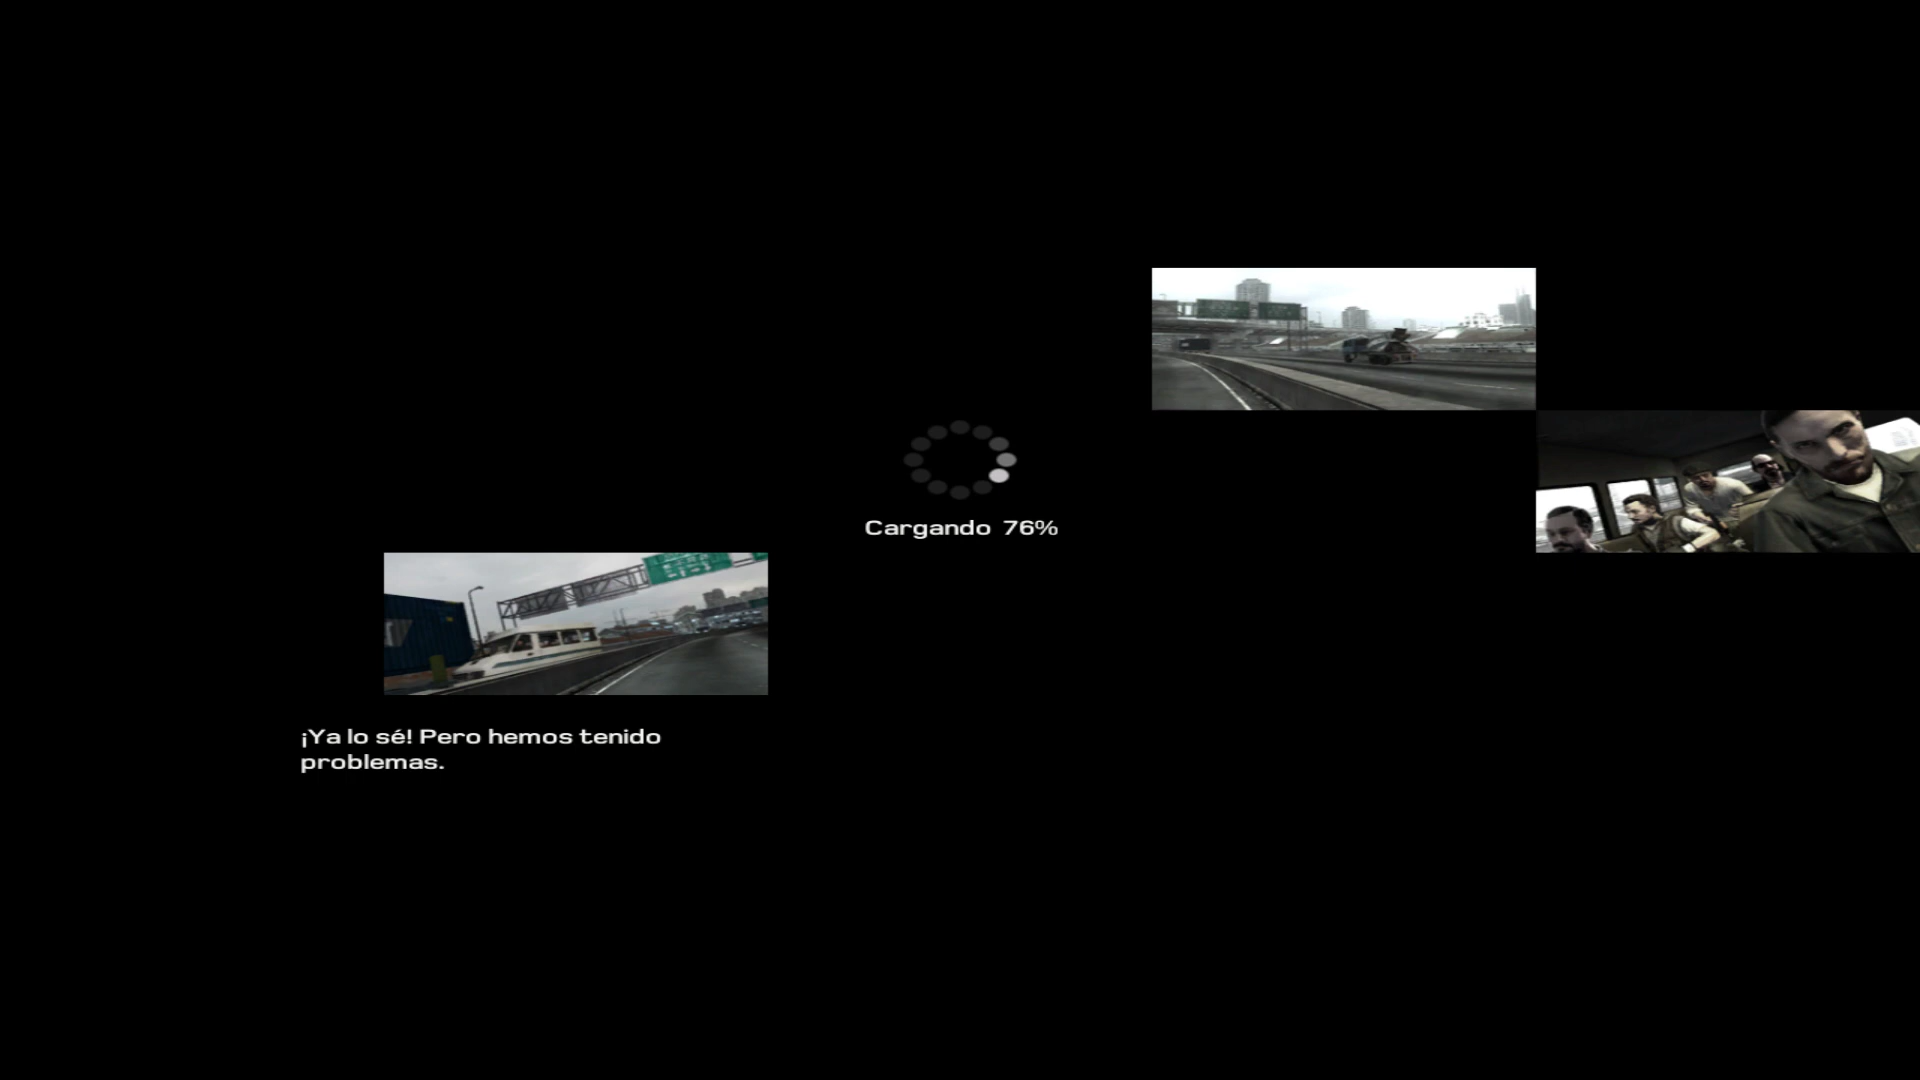 Cargando 76%
¡Ya lo sé! Pero hemos tenido
problemas.